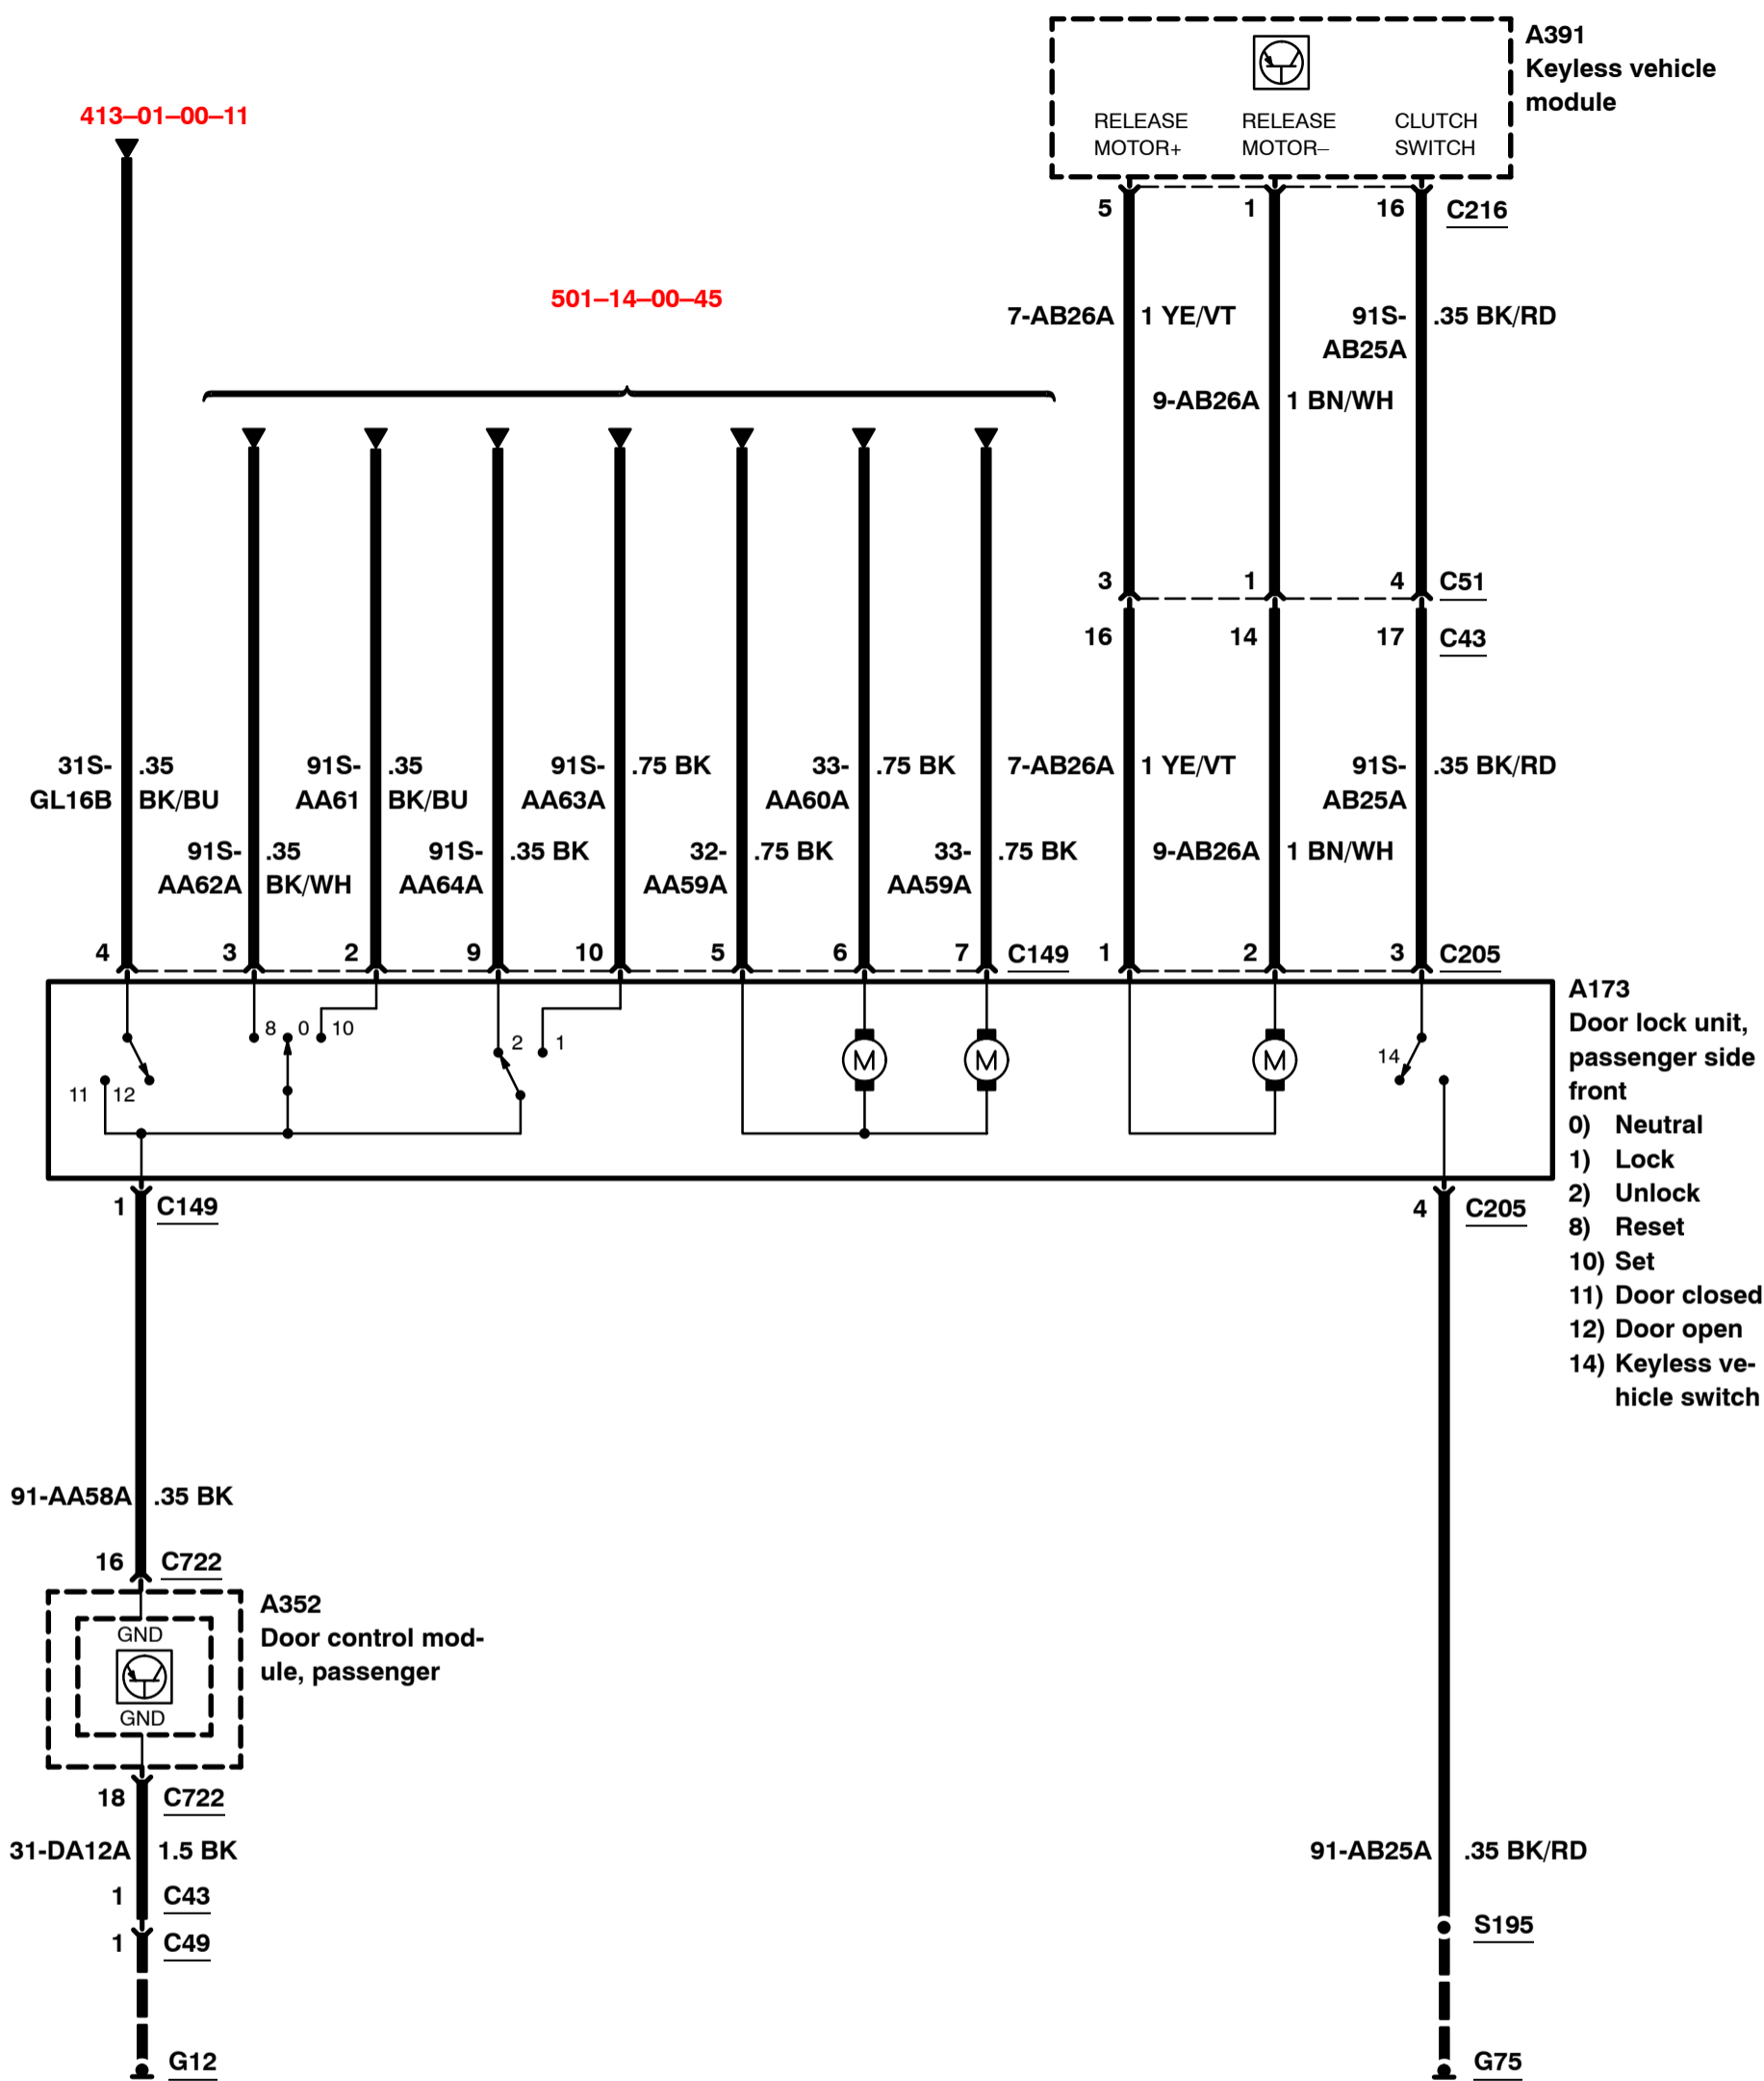 A391
Keyless vehicle
module
RELEASE MOTOR+
RELEASE MOTOR–
CLUTCH SWITCH
413–01–00–11
5 1 16 C216
501–14–00–45
7-AB26A 1 YE/VT
91S-AB25A .35 BK/RD
9-AB26A 1 BN/WH
3 1 4 C51
16 14 17 C43
31S-GL16B .35 BK/BU
91S-AA61 .35 BK/BU
91S-AA63A .75 BK
33-AA60A .75 BK
7-AB26A 1 YE/VT
91S-AB25A .35 BK/RD
91S-AA62A .35 BK/WH
91S-AA64A .35 BK
32-AA59A .75 BK
33-AA59A .75 BK
9-AB26A 1 BN/WH
4 3 2 9 10 5 6 7 C149 1 2 3 C205
8 0 10 2 1
M M M
14
11 12
A173
Door lock unit,
passenger side
front
0) Neutral
1) Lock
2) Unlock
8) Reset
10) Set
11) Door closed
12) Door open
14) Keyless ve-
hicle switch
1 C149
4 C205
91-AA58A .35 BK
16 C722
A352
Door control mod-
ule, passenger
GND
GND
18 C722
31-DA12A 1.5 BK
91-AB25A .35 BK/RD
1 C43
1 C49
S195
G12
G75